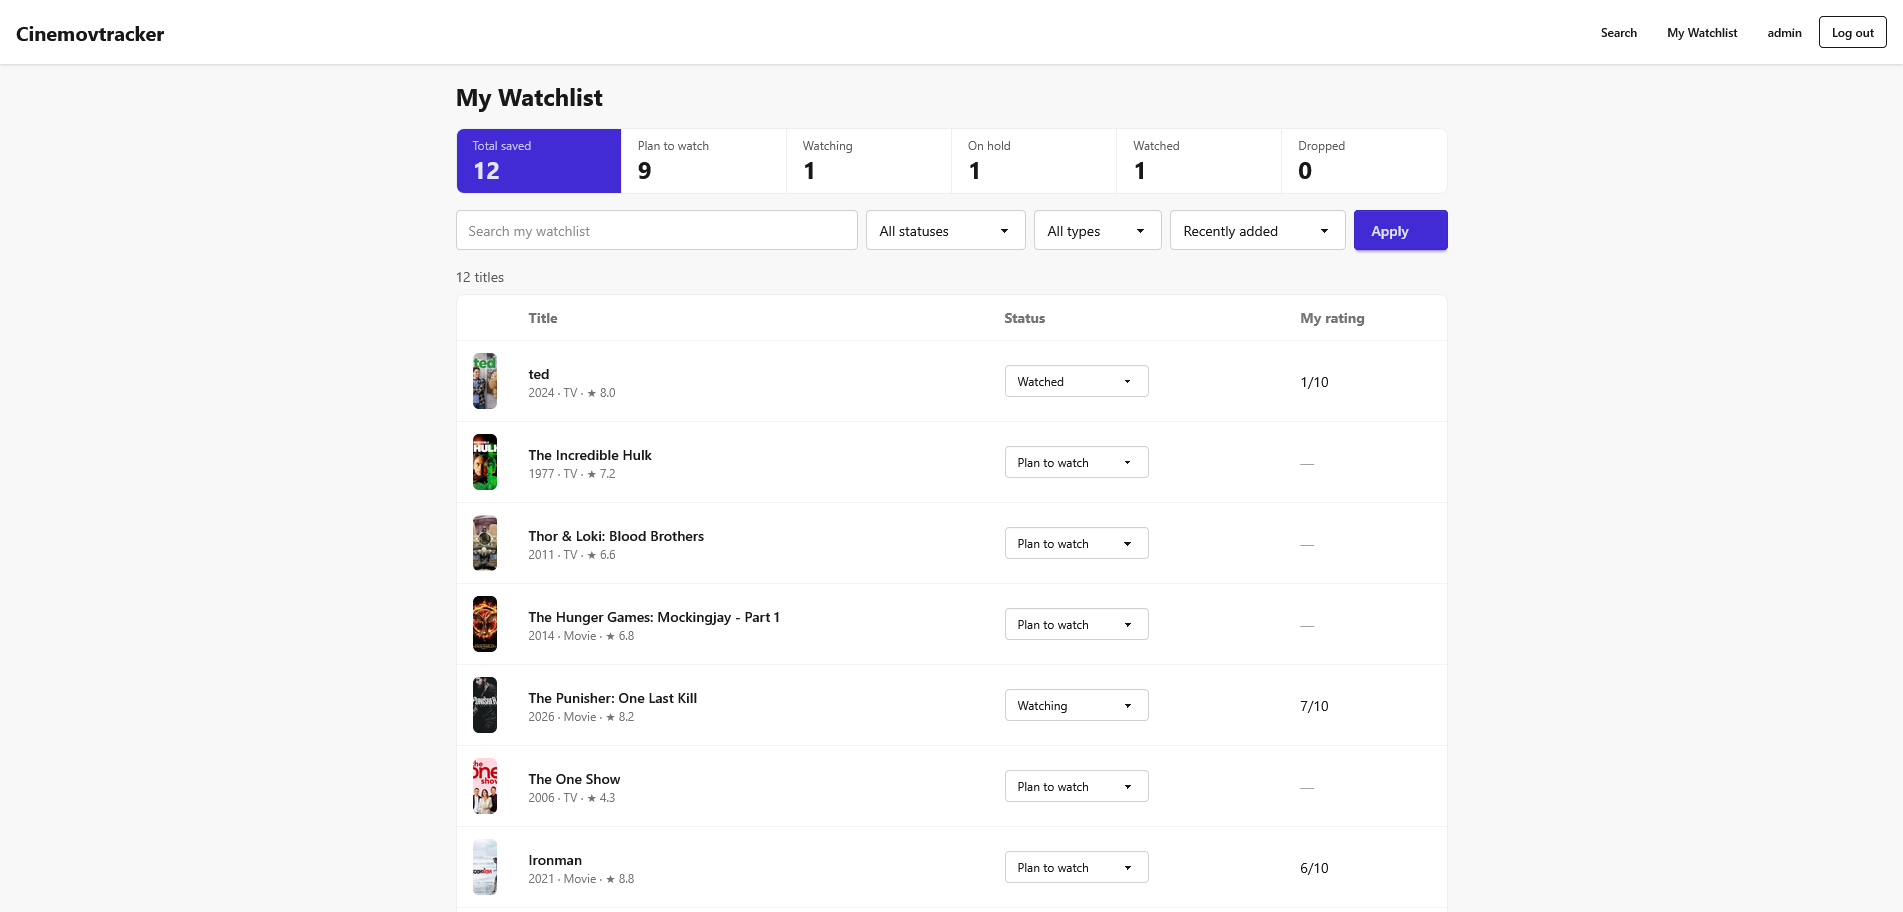 Cinemovtracker
Search
My Watchlist
admin
Log out
My Watchlist
Total saved
12
Plan to watch
9
Watching
1
On hold
1
Watched
1
Dropped
0
Search my watchlist
All statuses
All types
Recently added
Apply
12 titles
Title
Status
My rating
ted
ted
2024 · TV · ★ 8.0
Watched
1/10
HULK
The Incredible Hulk
1977 · TV · ★ 7.2
Plan to watch
—
Thor & Loki: Blood Brothers
2011 · TV · ★ 6.6
Plan to watch
—
The Hunger Games: Mockingjay - Part 1
2014 · Movie · ★ 6.8
Plan to watch
—
The Punisher: One Last Kill
2026 · Movie · ★ 8.2
Watching
7/10
the
one
show
The One Show
2006 · TV · ★ 4.3
Plan to watch
—
Ironman
2021 · Movie · ★ 8.8
Plan to watch
6/10